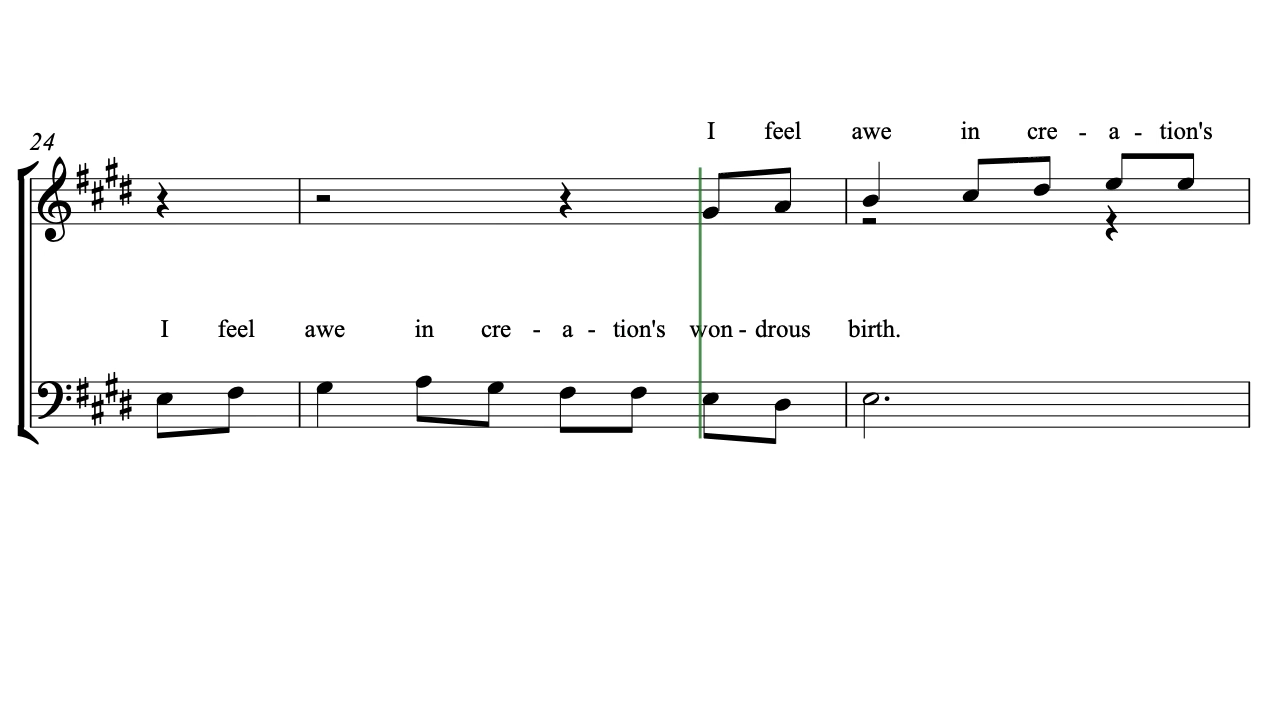 I feel awe in cre - a - tion's
24
I feel awe in cre - a - tion's won - drous birth.